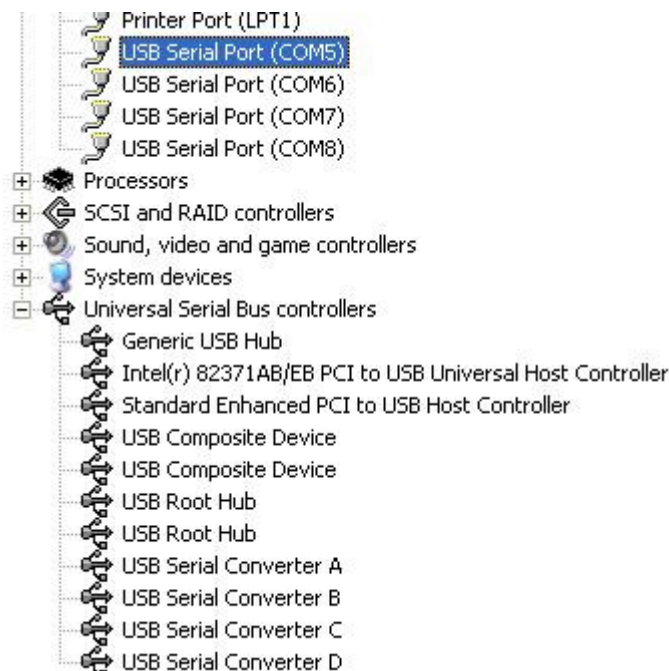 Printer Port (LPT1)
USB Serial Port (COM5)
USB Serial Port (COM6)
USB Serial Port (COM7)
USB Serial Port (COM8)
Processors
SCSI and RAID controllers
Sound, video and game controllers
System devices
Universal Serial Bus controllers
Generic USB Hub
Intel(r) 82371AB/EB PCI to USB Universal Host Controller
Standard Enhanced PCI to USB Host Controller
USB Composite Device
USB Composite Device
USB Root Hub
USB Root Hub
USB Serial Converter A
USB Serial Converter B
USB Serial Converter C
USB Serial Converter D